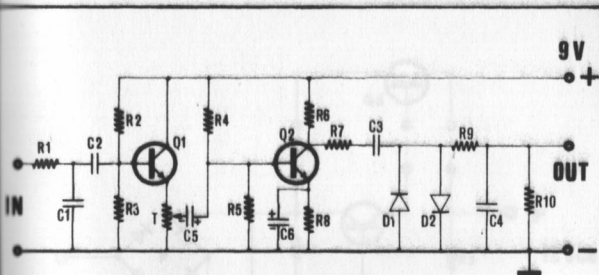 9V +
R2
R4
R6
Q1
Q2
R7
C3
R9
R1
C2
OUT
IN
C1
R3
T
C5
+
R5
+
C6
R8
D1
D2
C4
R10
-